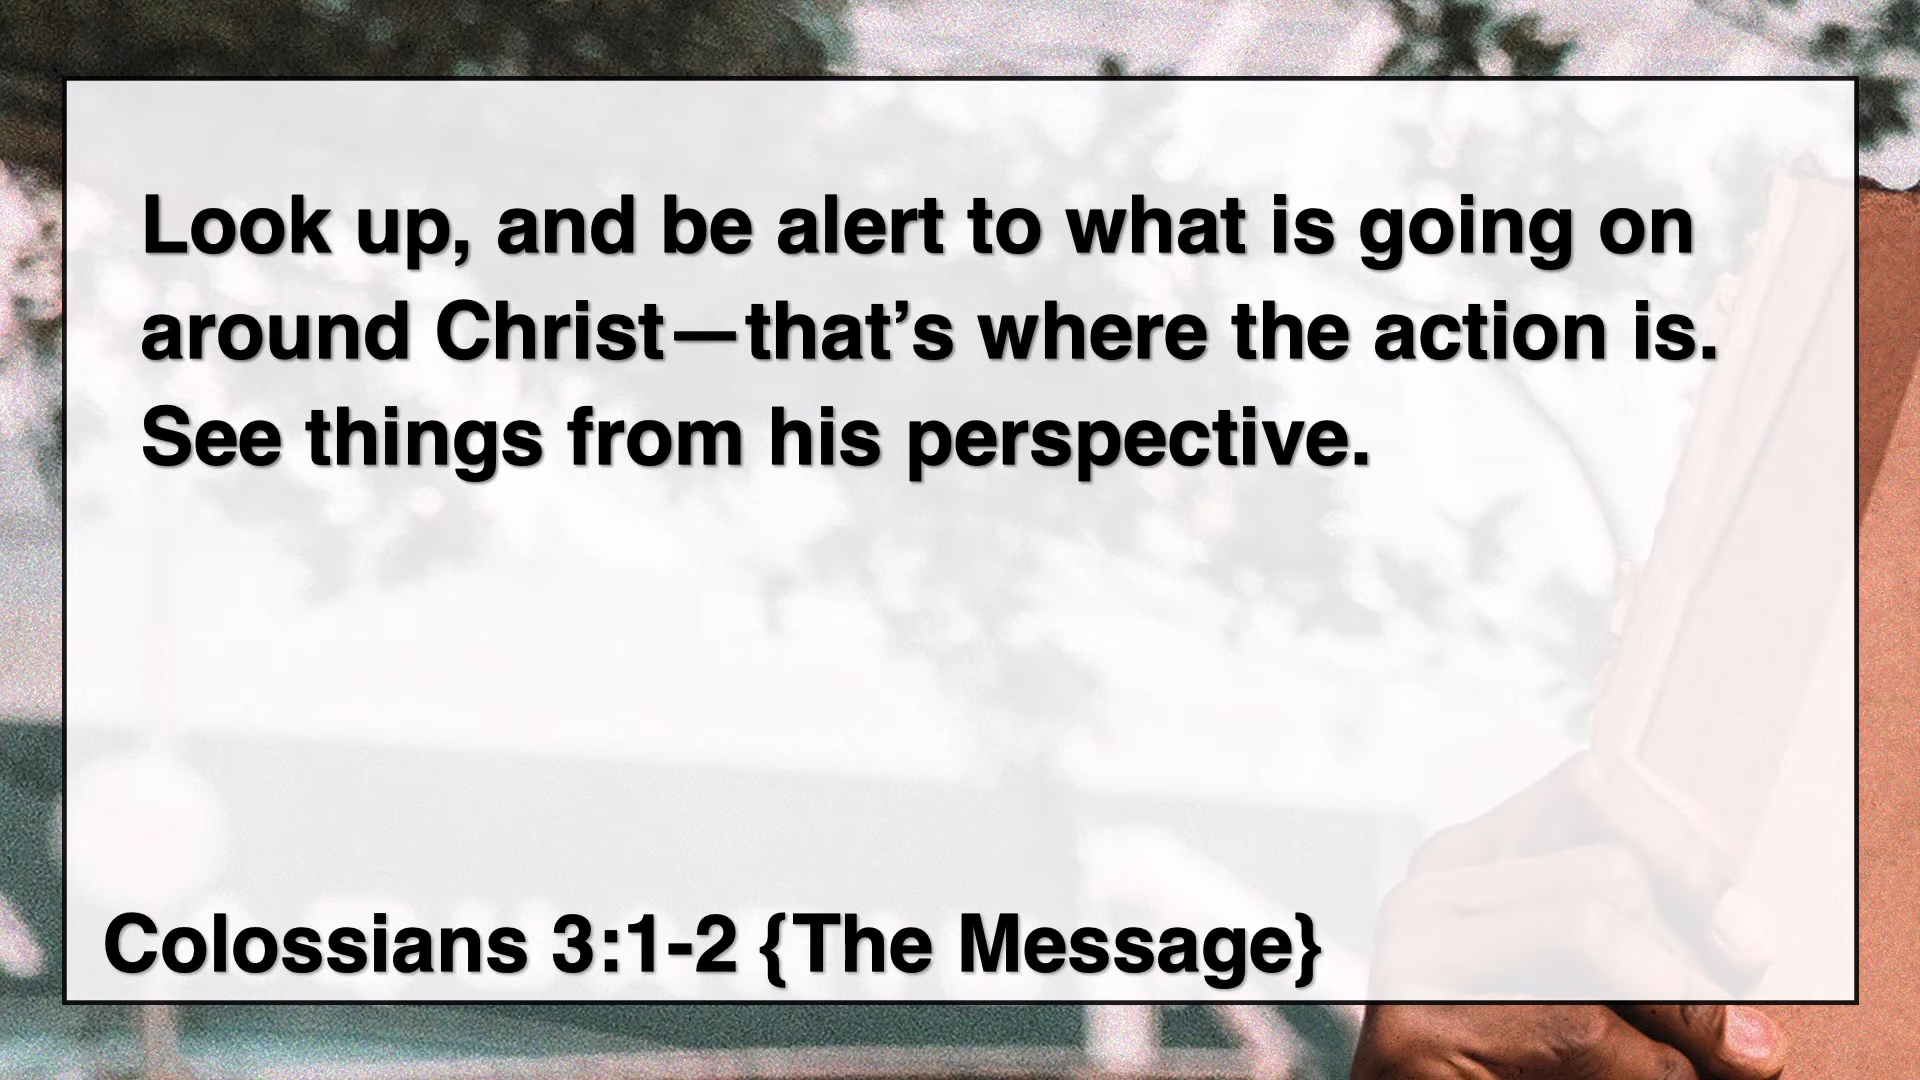 Look up, and be alert to what is going on
around Christ—that’s where the action is.
See things from his perspective.
Colossians 3:1-2 {The Message}